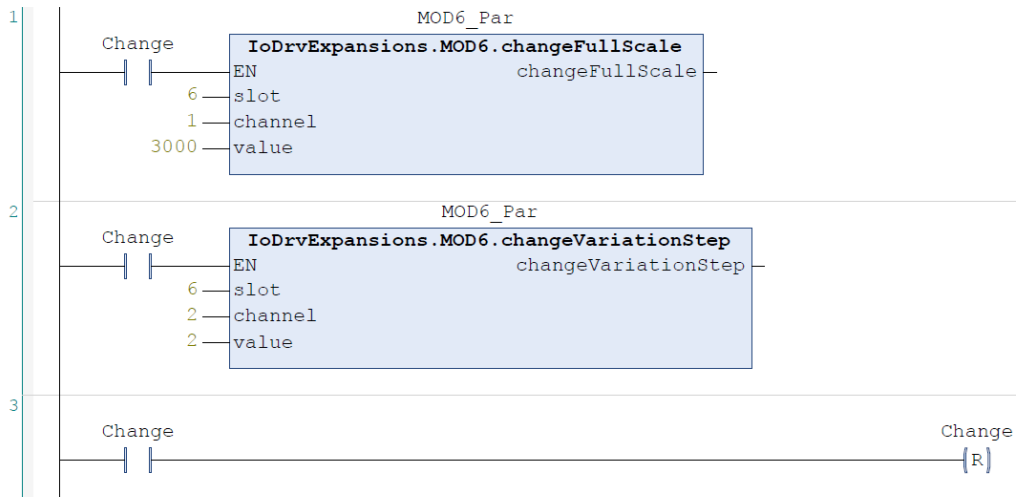 1
MOD6_Par
Change
IoDrvExpansions.MOD6.changeFullScale
EN changeFullScale
6 slot
1 channel
3000 value
2
MOD6_Par
Change
IoDrvExpansions.MOD6.changeVariationStep
EN changeVariationStep
6 slot
2 channel
2 value
3
Change Change
R